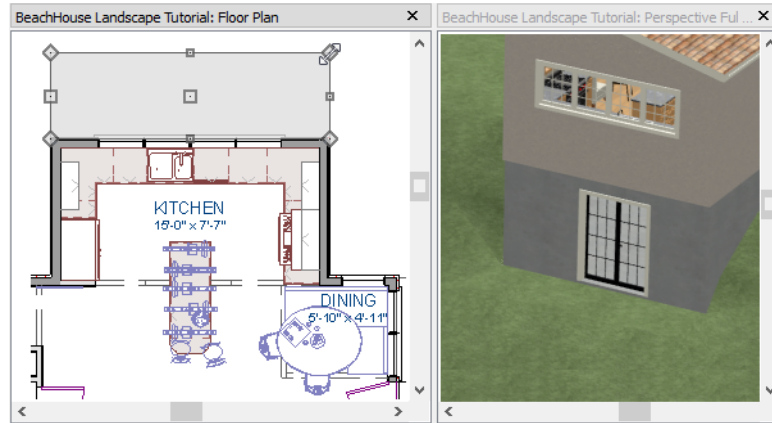 BeachHouse Landscape Tutorial: Floor Plan
BeachHouse Landscape Tutorial: Perspective Ful ...
KITCHEN
15'-0" x 7'-7"
DINING
5'-10" x 4'-11"